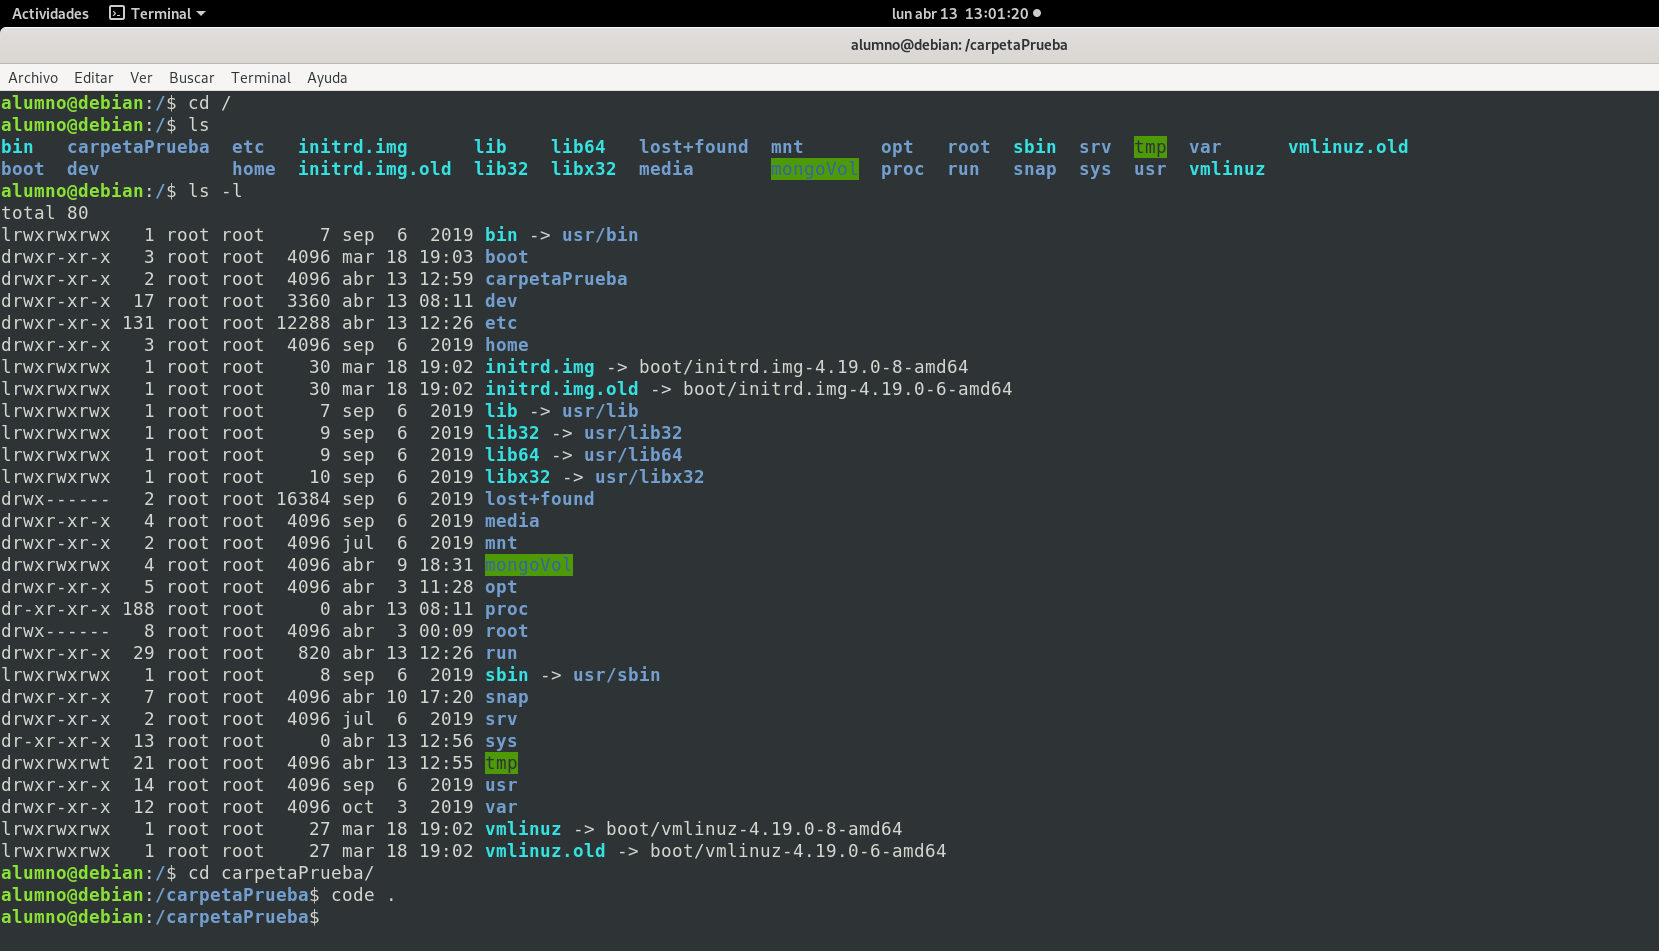 Actividades Terminal lun abr 13 13:01:20
alumno@debian: /carpetaPrueba
Archivo Editar Ver Buscar Terminal Ayuda
alumno@debian:/$ cd /
alumno@debian:/$ ls
bin carpetaPrueba etc initrd.img lib lib64 lost+found mnt opt root sbin srv tmp var vmlinuz.old
boot dev home initrd.img.old lib32 libx32 media mongoVol proc run snap sys usr vmlinuz
alumno@debian:/$ ls -l
total 80
lrwxrwxrwx 1 root root 7 sep 6 2019 bin -> usr/bin
drwxr-xr-x 3 root root 4096 mar 18 19:03 boot
drwxr-xr-x 2 root root 4096 abr 13 12:59 carpetaPrueba
drwxr-xr-x 17 root root 3360 abr 13 08:11 dev
drwxr-xr-x 131 root root 12288 abr 13 12:26 etc
drwxr-xr-x 3 root root 4096 sep 6 2019 home
lrwxrwxrwx 1 root root 30 mar 18 19:02 initrd.img -> boot/initrd.img-4.19.0-8-amd64
lrwxrwxrwx 1 root root 30 mar 18 19:02 initrd.img.old -> boot/initrd.img-4.19.0-6-amd64
lrwxrwxrwx 1 root root 7 sep 6 2019 lib -> usr/lib
lrwxrwxrwx 1 root root 9 sep 6 2019 lib32 -> usr/lib32
lrwxrwxrwx 1 root root 9 sep 6 2019 lib64 -> usr/lib64
lrwxrwxrwx 1 root root 10 sep 6 2019 libx32 -> usr/libx32
drwx------ 2 root root 16384 sep 6 2019 lost+found
drwxr-xr-x 4 root root 4096 sep 6 2019 media
drwxr-xr-x 2 root root 4096 jul 6 2019 mnt
drwxrwxrwx 4 root root 4096 abr 9 18:31 mongoVol
drwxr-xr-x 5 root root 4096 abr 3 11:28 opt
dr-xr-xr-x 188 root root 0 abr 13 08:11 proc
drwx------ 8 root root 4096 abr 3 00:09 root
drwxr-xr-x 29 root root 820 abr 13 12:26 run
lrwxrwxrwx 1 root root 8 sep 6 2019 sbin -> usr/sbin
drwxr-xr-x 7 root root 4096 abr 10 17:20 snap
drwxr-xr-x 2 root root 4096 jul 6 2019 srv
dr-xr-xr-x 13 root root 0 abr 13 12:56 sys
drwxrwxrwt 21 root root 4096 abr 13 12:55 tmp
drwxr-xr-x 14 root root 4096 sep 6 2019 usr
drwxr-xr-x 12 root root 4096 oct 3 2019 var
lrwxrwxrwx 1 root root 27 mar 18 19:02 vmlinuz -> boot/vmlinuz-4.19.0-8-amd64
lrwxrwxrwx 1 root root 27 mar 18 19:02 vmlinuz.old -> boot/vmlinuz-4.19.0-6-amd64
alumno@debian:/$ cd carpetaPrueba/
alumno@debian:/carpetaPrueba$ code .
alumno@debian:/carpetaPrueba$